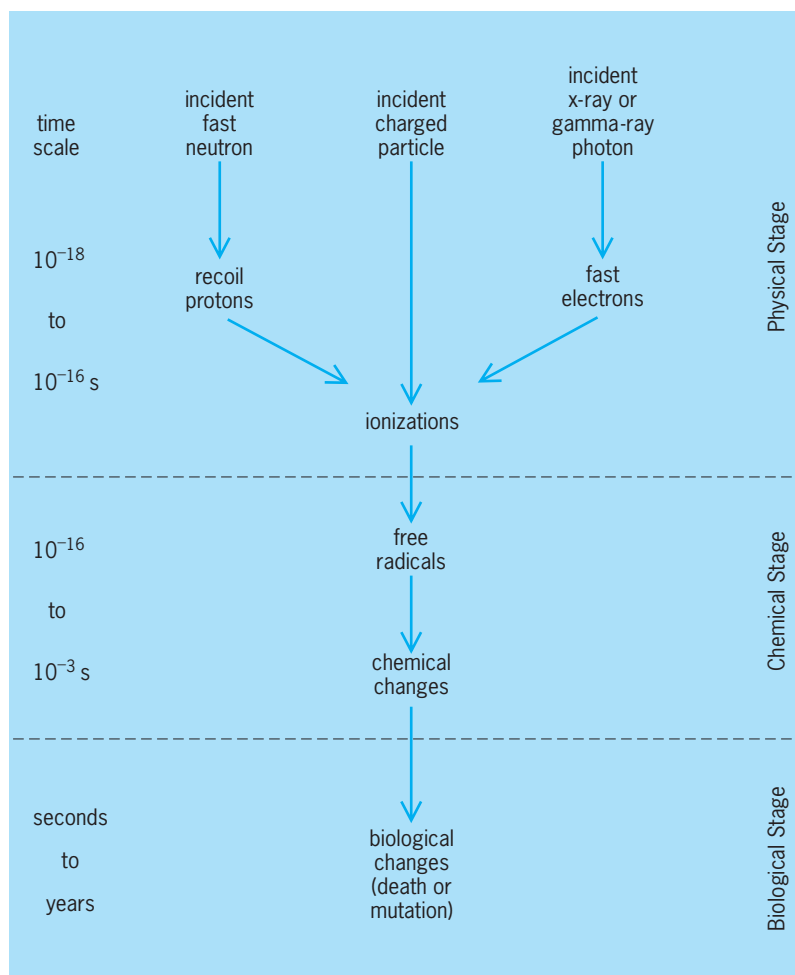 time
scale
incident
fast
neutron
incident
charged
particle
incident
x-ray or
gamma-ray
photon
10⁻¹⁸
to
10⁻¹⁶ s
recoil
protons
fast
electrons
ionizations
Physical Stage
10⁻¹⁶
to
10⁻³ s
free
radicals
chemical
changes
Chemical Stage
seconds
to
years
biological
changes
(death or
mutation)
Biological Stage